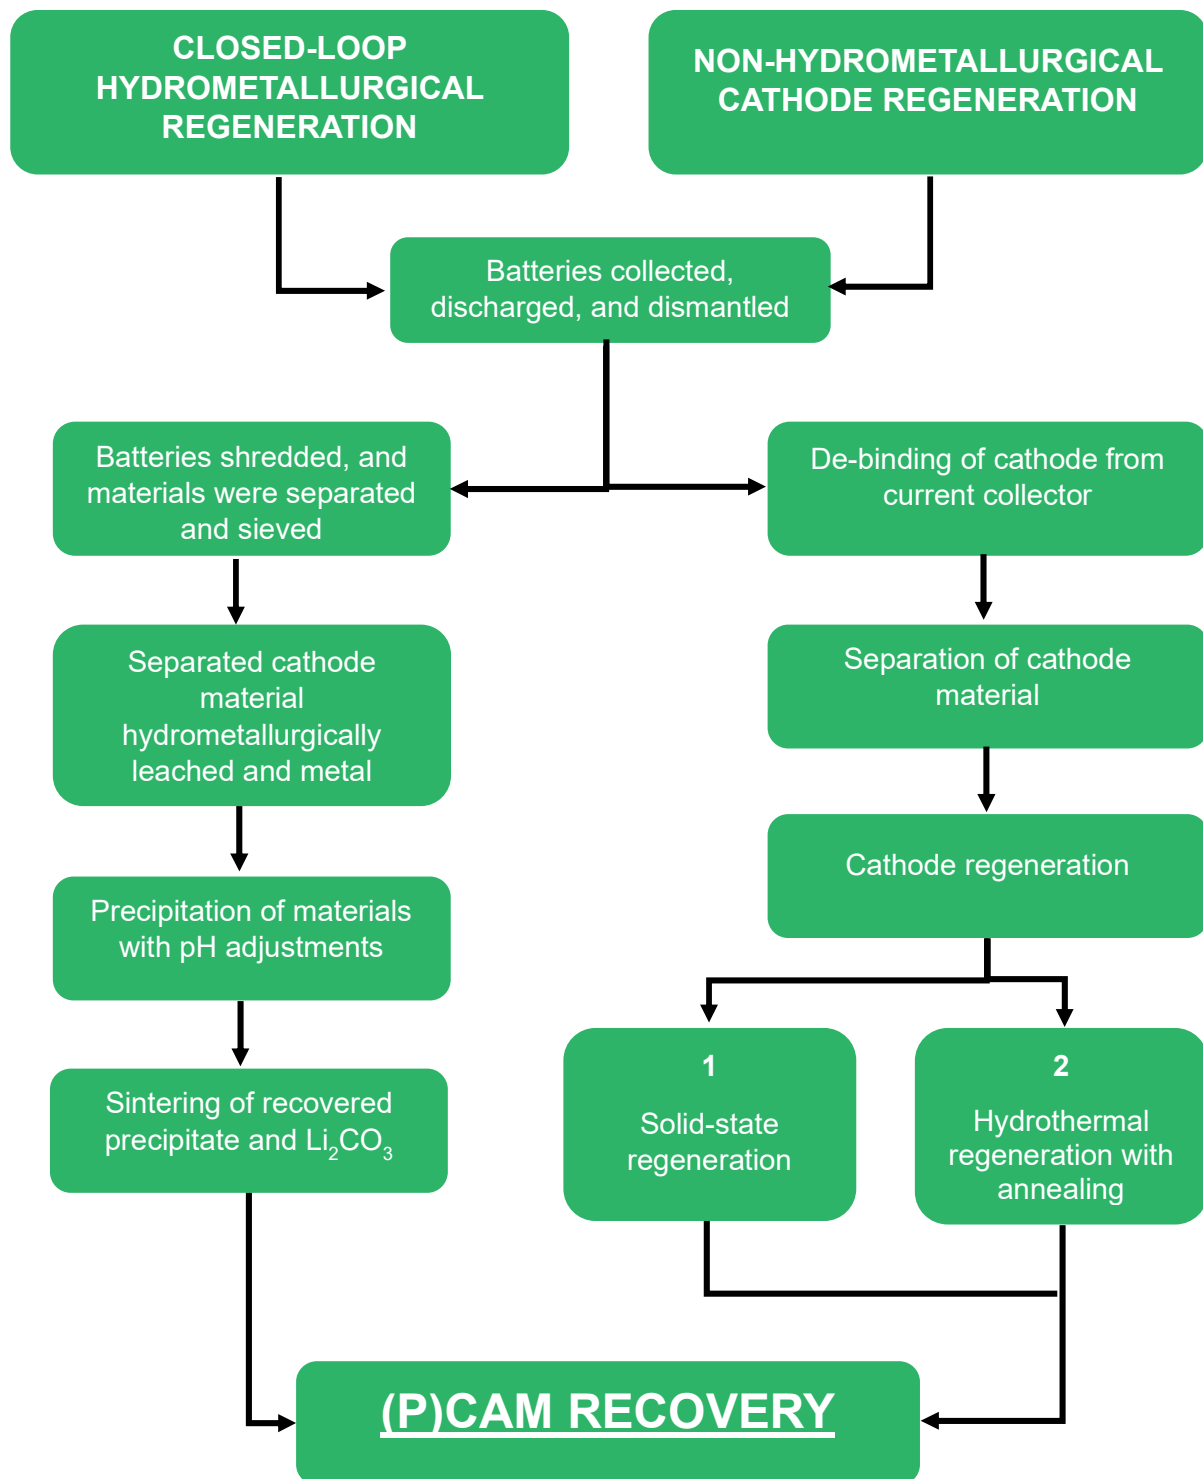 CLOSED-LOOP
HYDROMETALLURGICAL
REGENERATION
NON-HYDROMETALLURGICAL
CATHODE REGENERATION
Batteries collected,
discharged, and dismantled
Batteries shredded, and
materials were separated
and sieved
De-binding of cathode from
current collector
Separated cathode
material
hydrometallurgically
leached and metal
Separation of cathode
material
Cathode regeneration
Precipitation of materials
with pH adjustments
1
Solid-state
regeneration
2
Hydrothermal
regeneration with
annealing
Sintering of recovered
precipitate and Li₂CO₃
(P)CAM RECOVERY